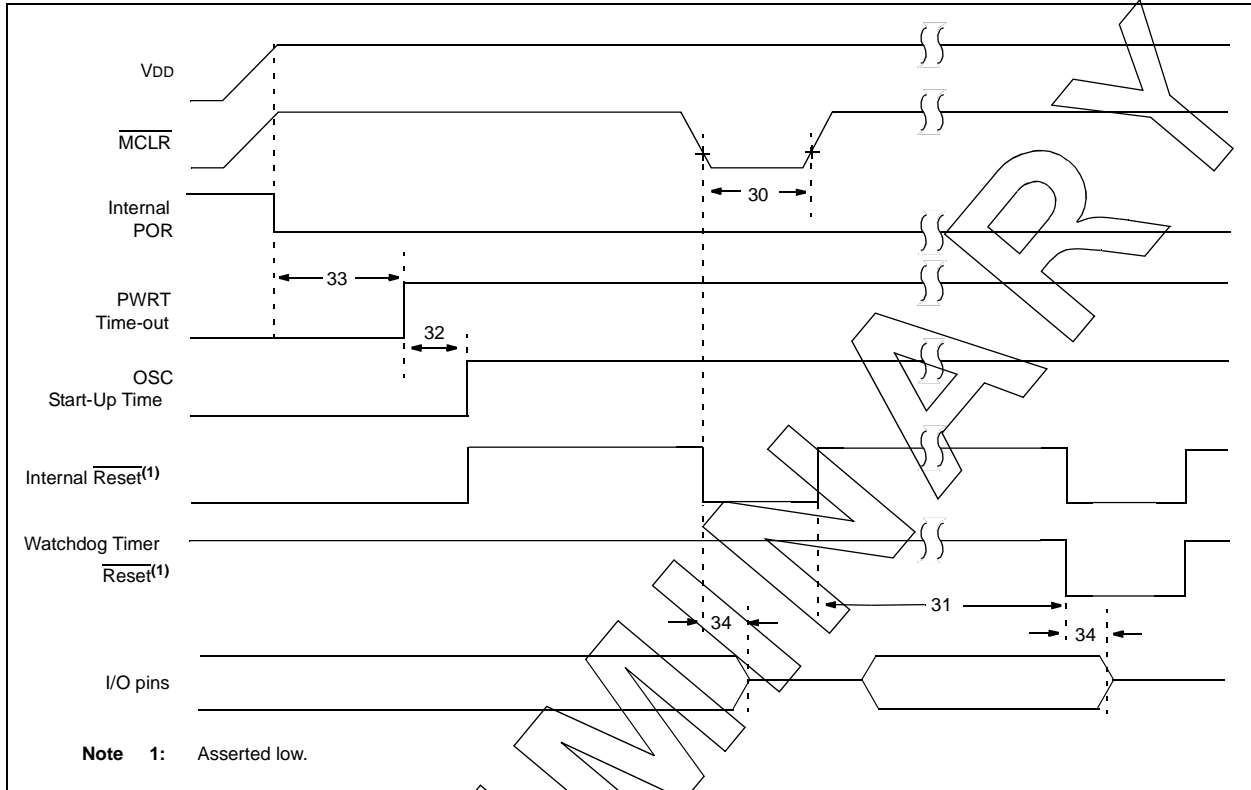 VDD
MCLR
Internal
POR
PWRT
Time-out
OSC
Start-Up Time
Internal Reset(1)
Watchdog Timer
Reset(1)
I/O pins
30
33
32
31
34
34
Note 1: Asserted low.
M
I
N
A
R
Y